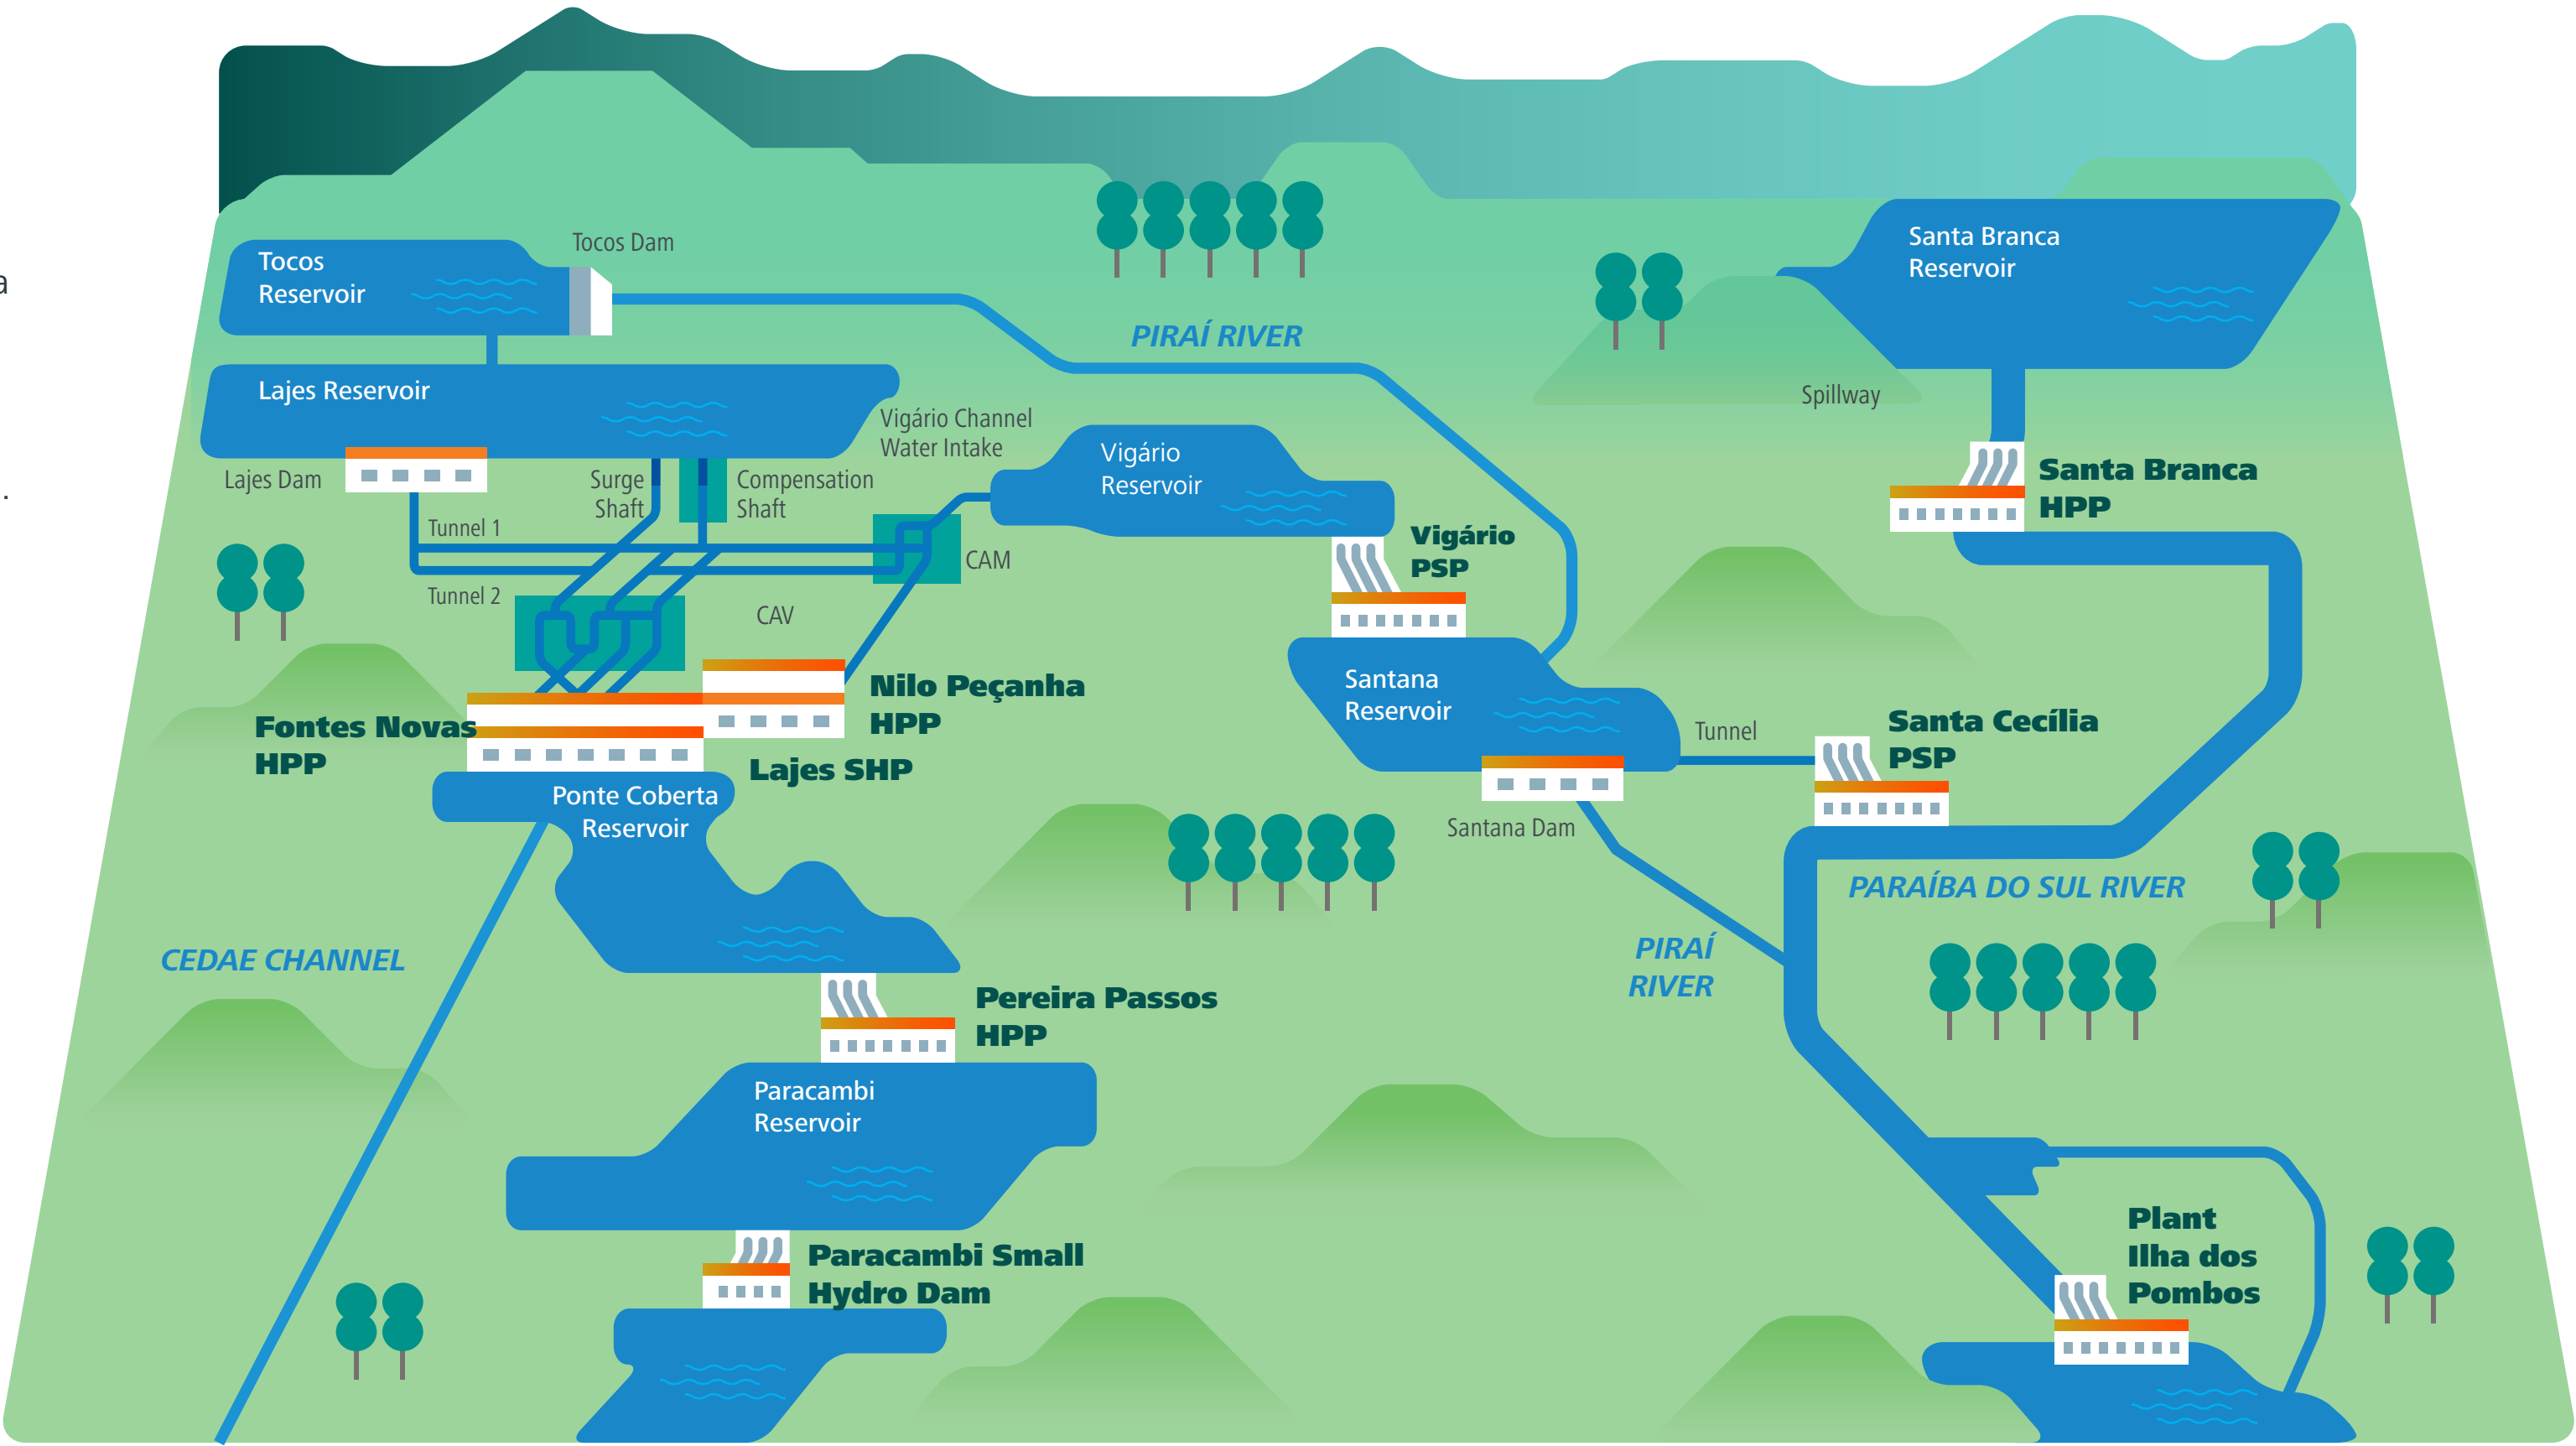 a
.
Tocos Dam
Tocos
Reservoir
Santa Branca
Reservoir
PIRAÍ RIVER
Lajes Reservoir
Spillway
Vigário Channel
Water Intake
Vigário
Reservoir
Lajes Dam
Surge
Shaft
Compensation
Shaft
Santa Branca
HPP
Tunnel 1
Tunnel 2
CAM
CAV
Vigário
PSP
Nilo Peçanha
HPP
Santana
Reservoir
Fontes Novas
HPP
Lajes SHP
Tunnel
Santa Cecília
PSP
Ponte Coberta
Reservoir
Santana Dam
PARAÍBA DO SUL RIVER
CEDAE CHANNEL
PIRAÍ
RIVER
Pereira Passos
HPP
Paracambi
Reservoir
Plant
Ilha dos
Pombos
Paracambi Small
Hydro Dam